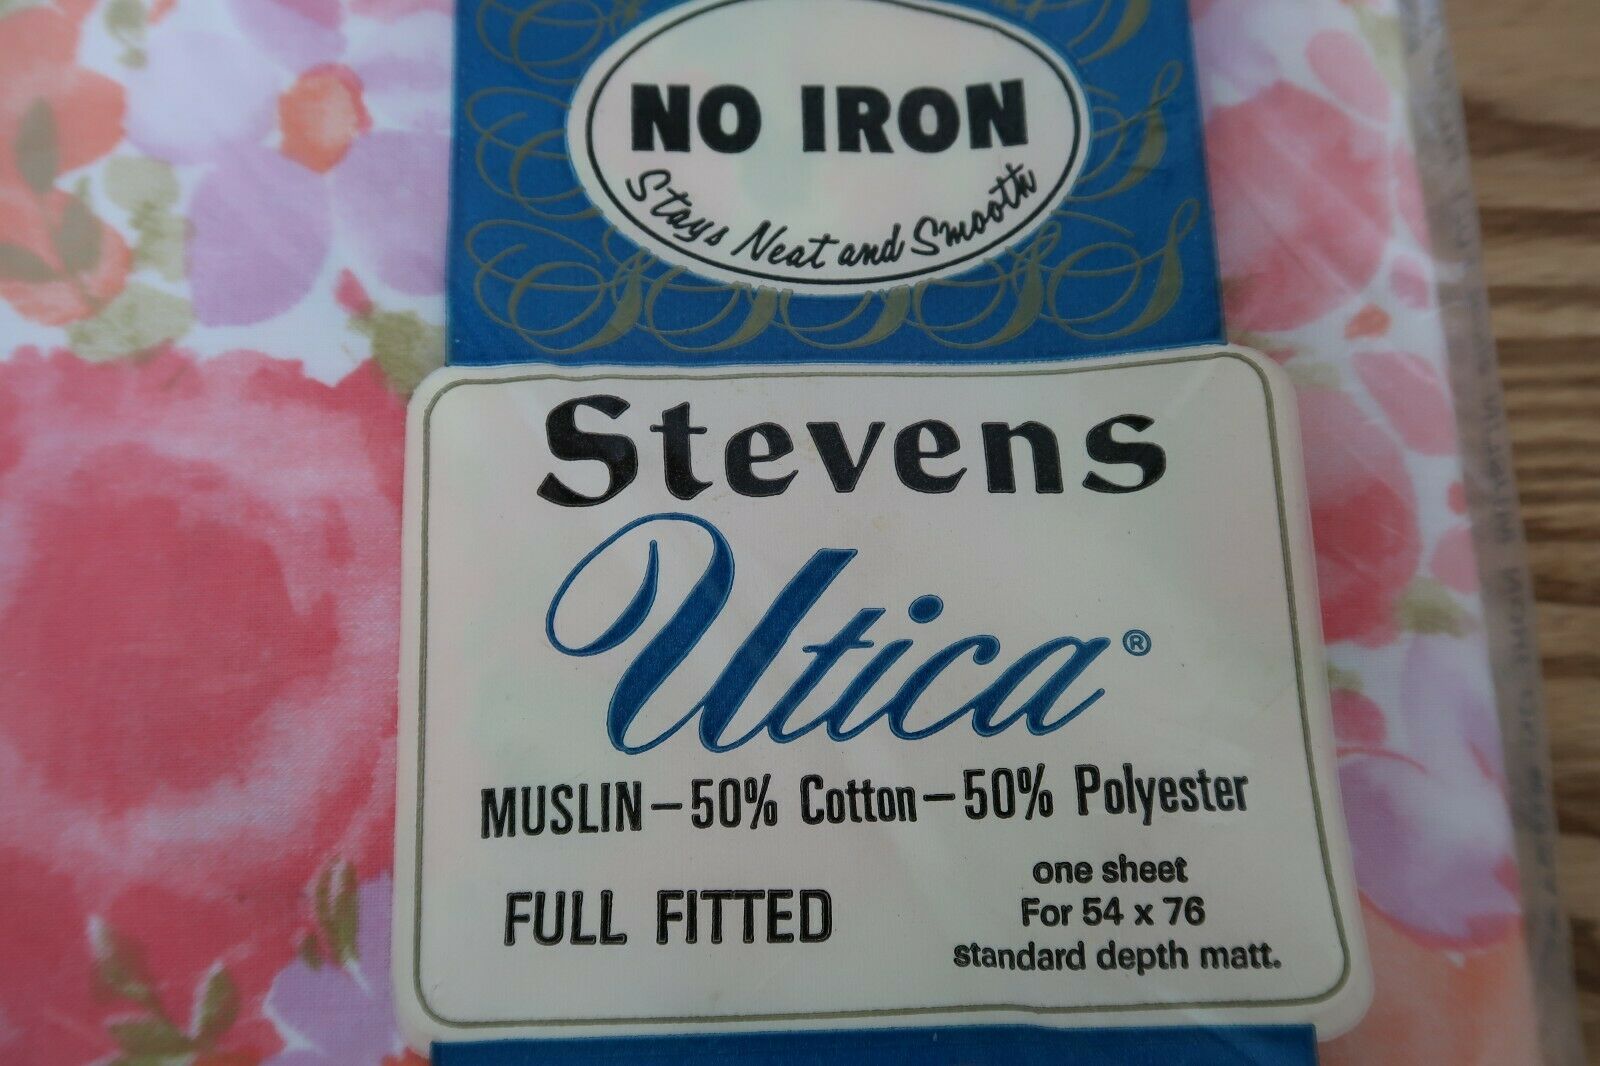 NO IRON
Stays Neat and Smooth
Stevens
Utica®
MUSLIN–50% Cotton–50% Polyester
FULL FITTED
one sheet
For 54 x 76
standard depth matt.